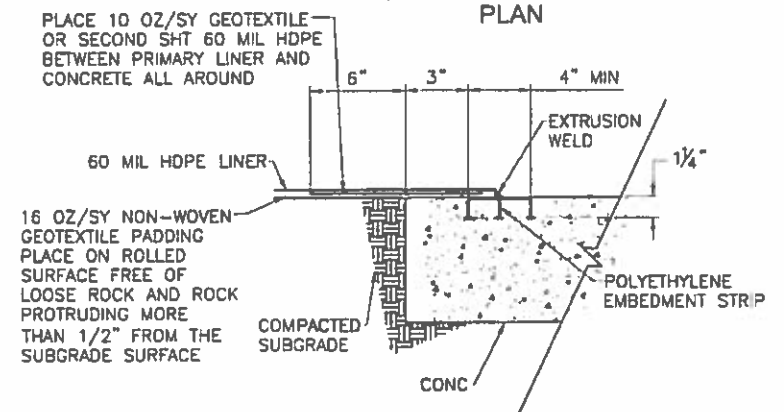 PLAN
PLACE 10 OZ/SY GEOTEXTILE
OR SECOND SHT 60 MIL HDPE
BETWEEN PRIMARY LINER AND
CONCRETE ALL AROUND
6" 3" 4" MIN
EXTRUSION
WELD
1¼"
60 MIL HDPE LINER
16 OZ/SY NON-WOVEN
GEOTEXTILE PADDING
PLACE ON ROLLED
SURFACE FREE OF
LOOSE ROCK AND ROCK
PROTRUDING MORE
THAN 1/2" FROM THE
SUBGRADE SURFACE
COMPACTED
SUBGRADE
POLYETHYLENE
EMBEDMENT STRIP
CONC